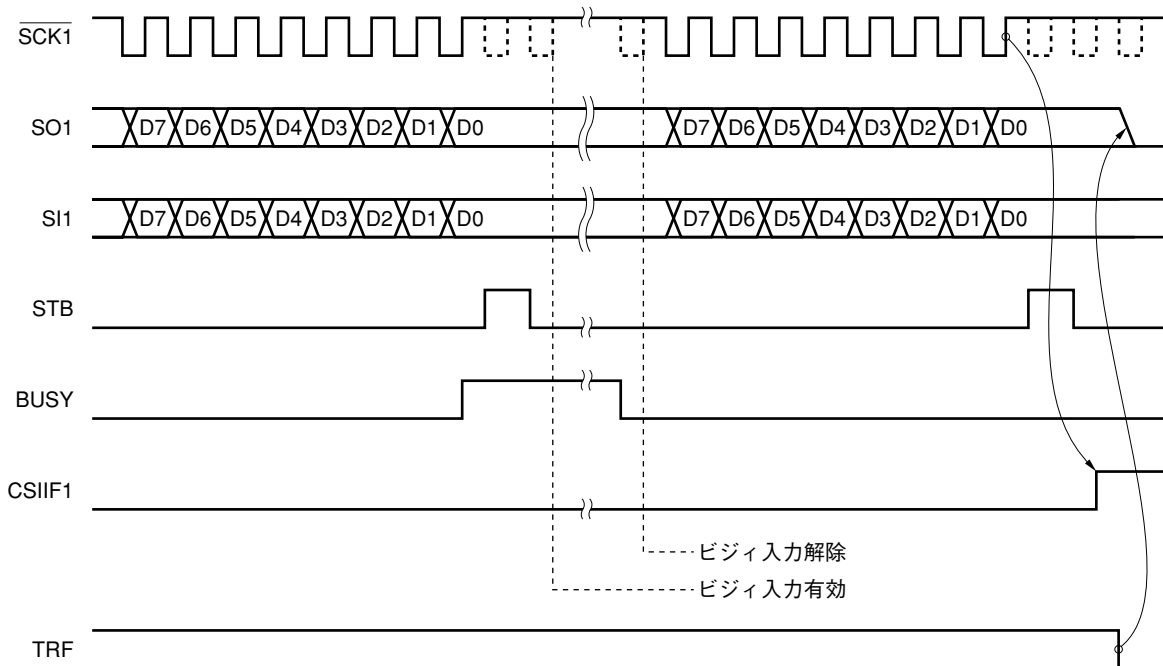 SCK1
SO1 D7 D6 D5 D4 D3 D2 D1 D0 D7 D6 D5 D4 D3 D2 D1 D0
SI1 D7 D6 D5 D4 D3 D2 D1 D0 D7 D6 D5 D4 D3 D2 D1 D0
STB
BUSY
CSIIF1
ビジィ入力解除
ビジィ入力有効
TRF